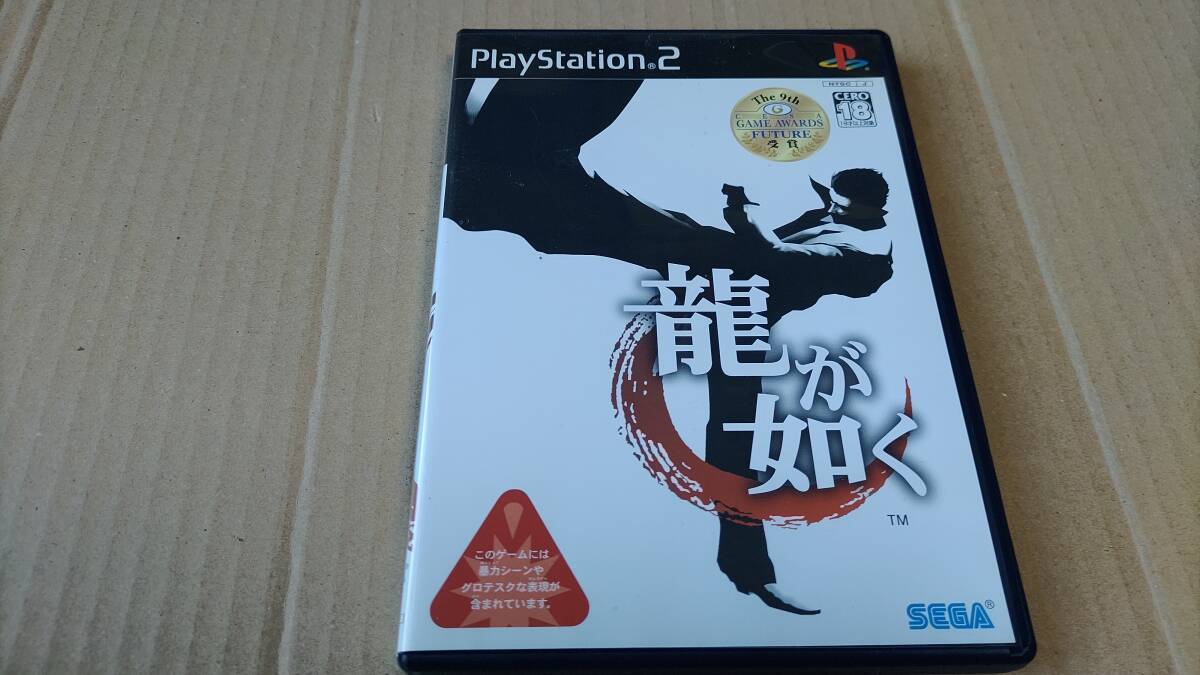 PlayStation®2
NTSC J
The 9th
CESA
GAME AWARDS
FUTURE
受賞
CERO
18
龍が
如く
TM
このゲームには
暴力シーンや
グロテスクな表現が
含まれています。
SEGA®